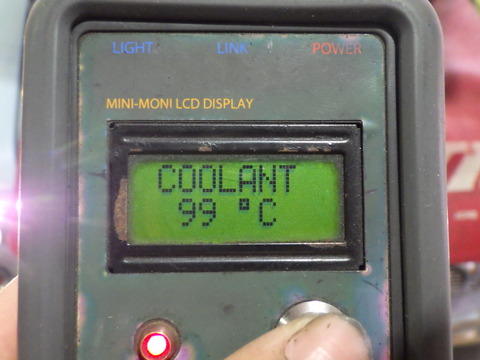 LIGHT LINK POWER
MINI-MONI LCD DISPLAY
COOLANT
99 °C